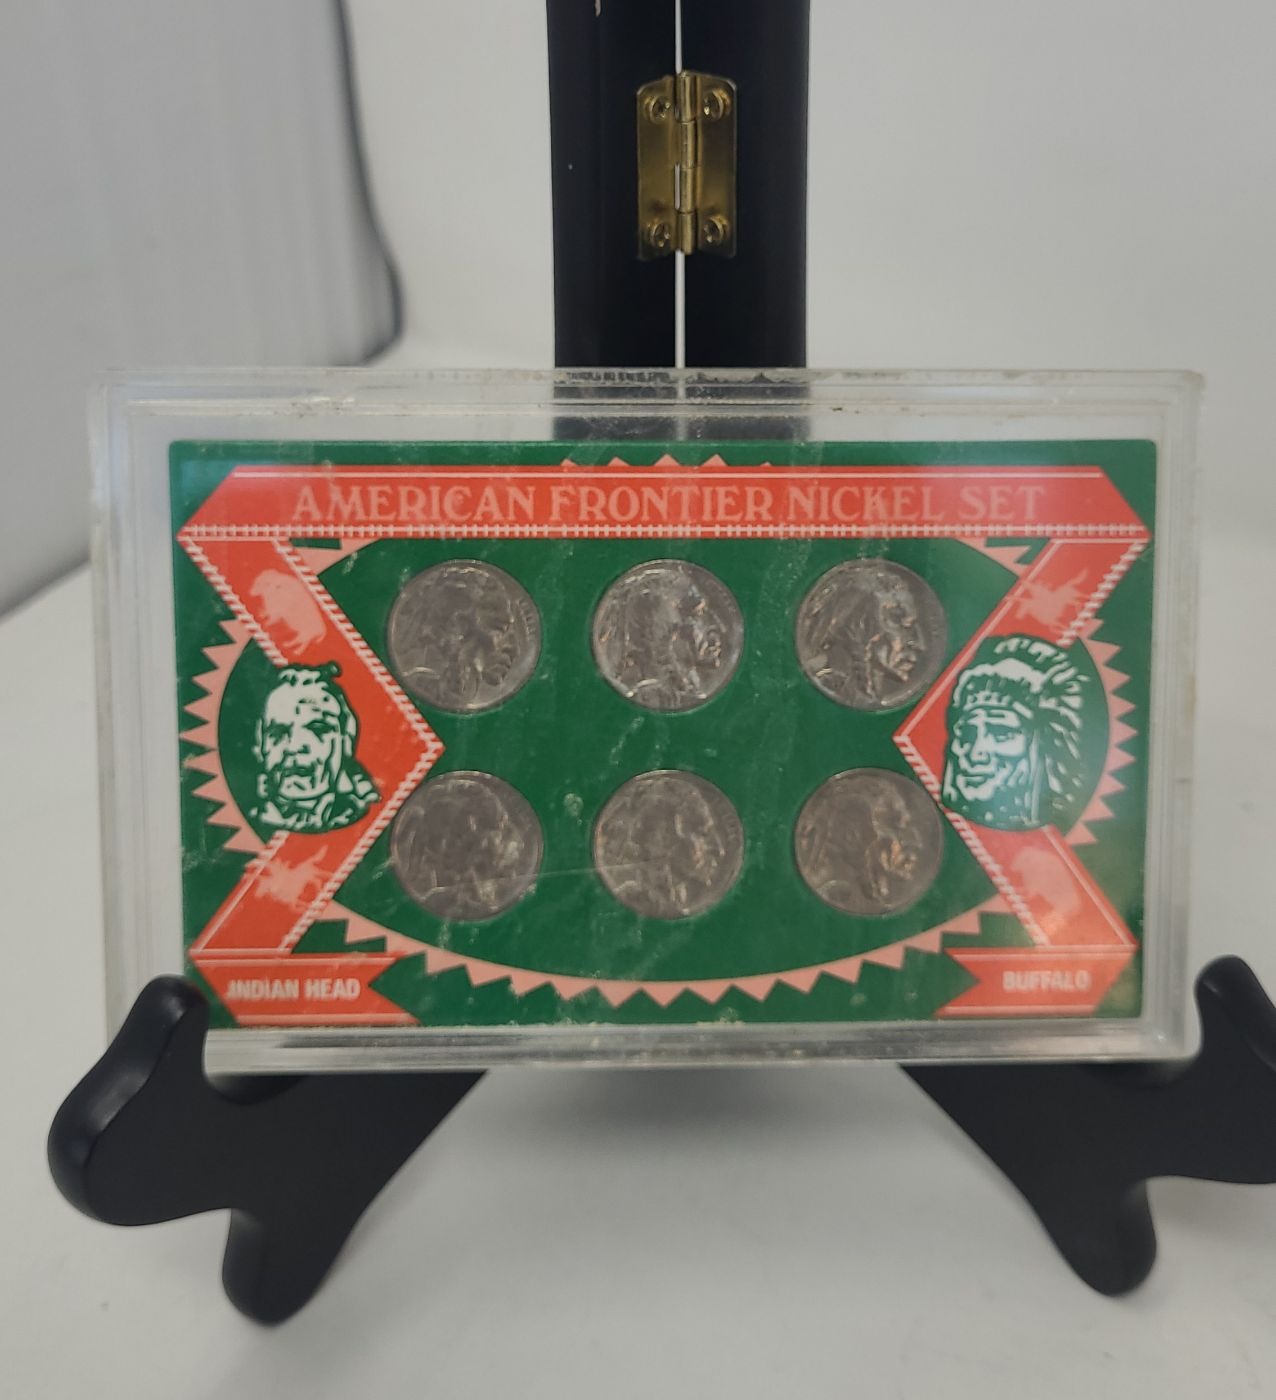 AMERICAN FRONTIER NICKEL SET
INDIAN HEAD
BUFFALO